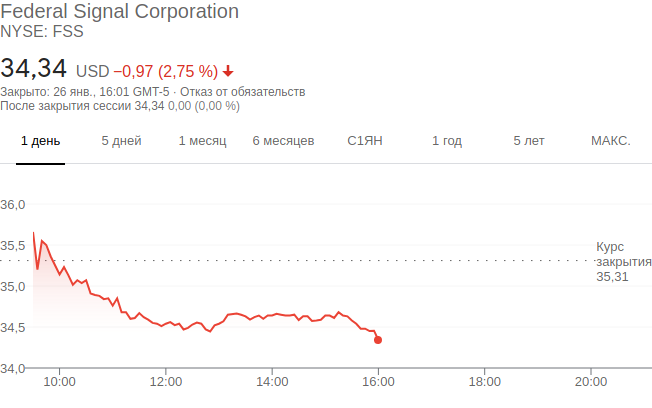 Federal Signal Corporation
NYSE: FSS
34,34 USD −0,97 (2,75 %)
Закрыто: 26 янв., 16:01 GMT-5 · Отказ от обязательств
После закрытия сессии 34,34 0,00 (0,00 %)
1 день 5 дней 1 месяц 6 месяцев С1ЯН 1 год 5 лет МАКС.
36,0
35,5
35,0
34,5
34,0
Курс
закрытия
35,31
10:00 12:00 14:00 16:00 18:00 20:00